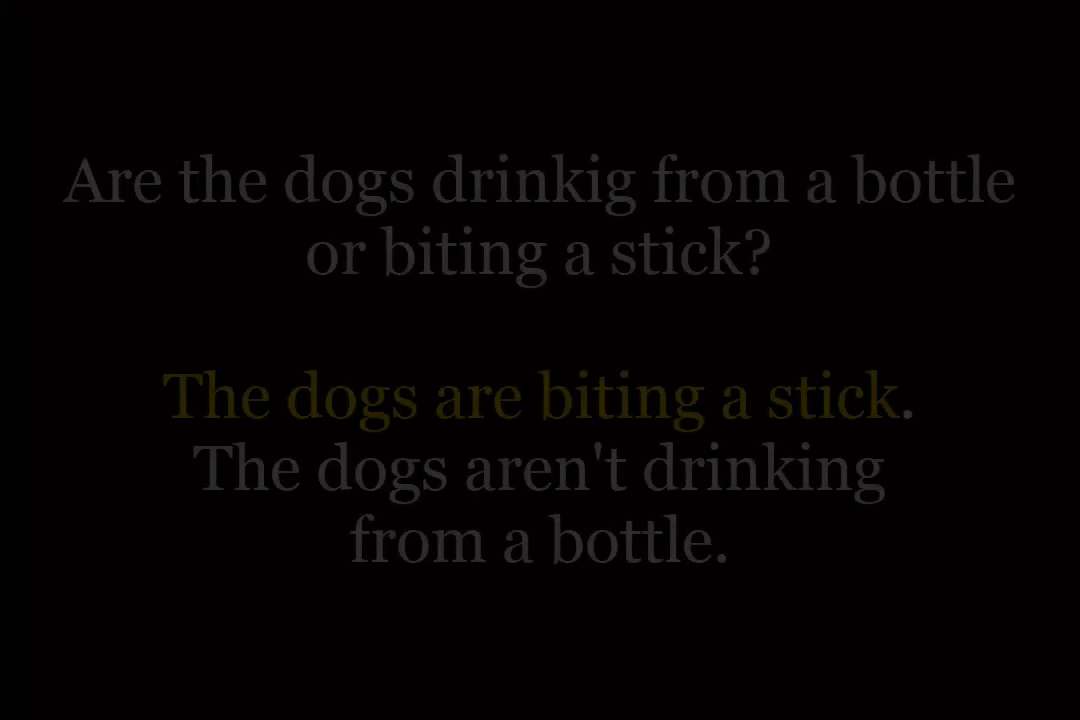 Are the dogs drinkig from a bottle
or biting a stick?
The dogs are biting a stick.
The dogs aren't drinking
from a bottle.